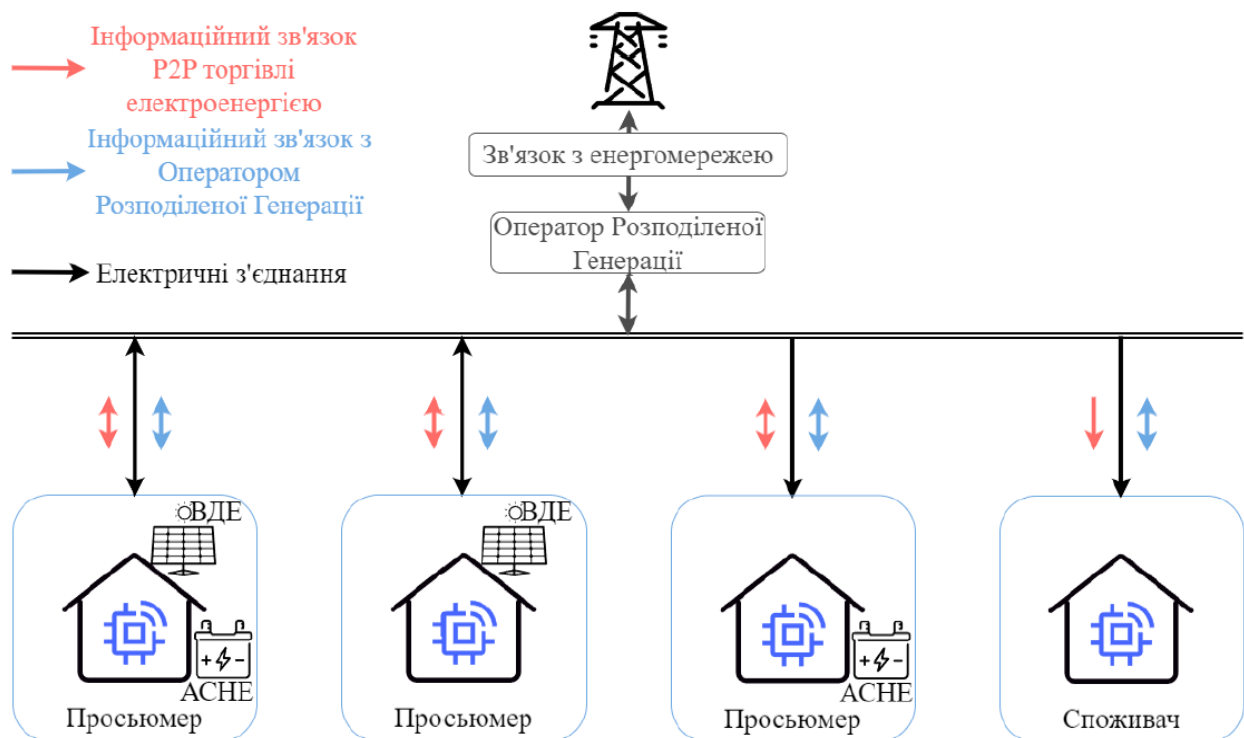 Інформаційний зв'язок
P2P торгівлі
електроенергією
Інформаційний зв'язок з
Оператором
Розподіленої Генерації
Електричні з'єднання
Зв'язок з енергомережею
Оператор Розподіленої
Генерації
ВДЕ
АСНЕ
Просьюмер
ВДЕ
Просьюмер
АСНЕ
Просьюмер
Споживач